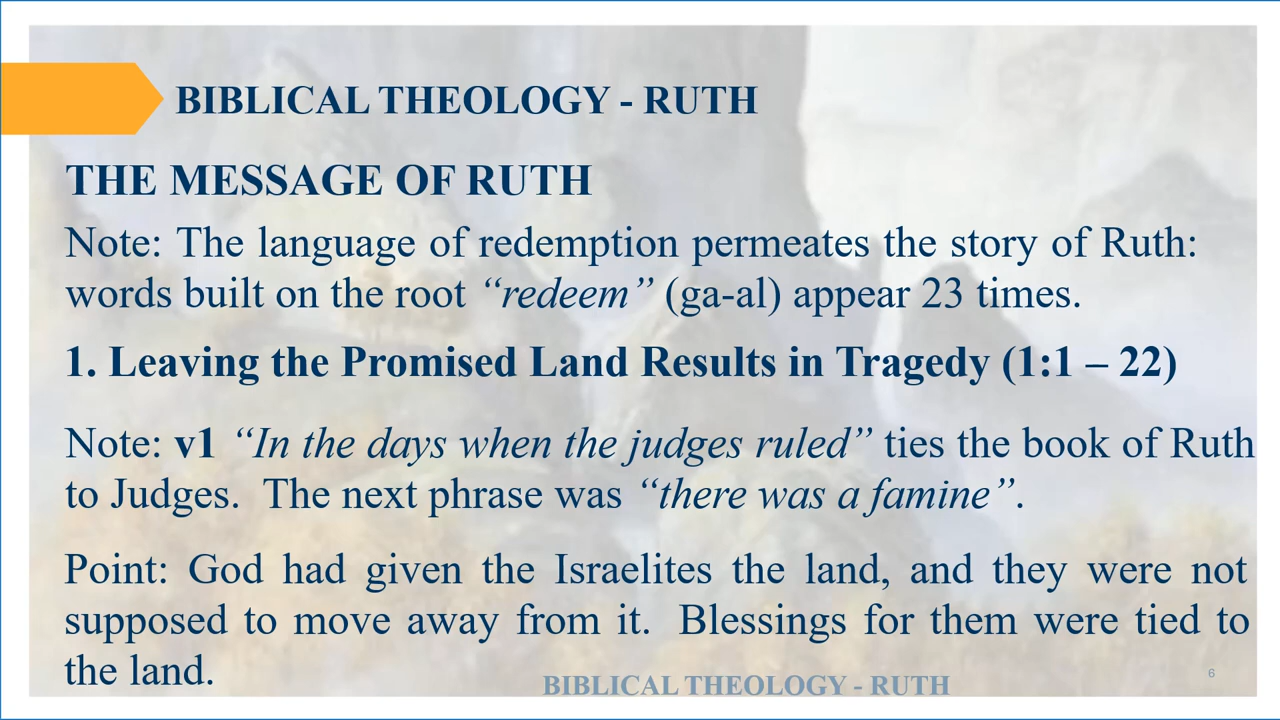 BIBLICAL THEOLOGY - RUTH
THE MESSAGE OF RUTH
Note: The language of redemption permeates the story of Ruth:
words built on the root “redeem” (ga-al) appear 23 times.
1. Leaving the Promised Land Results in Tragedy (1:1 – 22)
Note: v1 “In the days when the judges ruled” ties the book of Ruth
to Judges.  The next phrase was “there was a famine”.
Point: God had given the Israelites the land, and they were not
supposed to move away from it.  Blessings for them were tied to
the land.
BIBLICAL THEOLOGY - RUTH
6